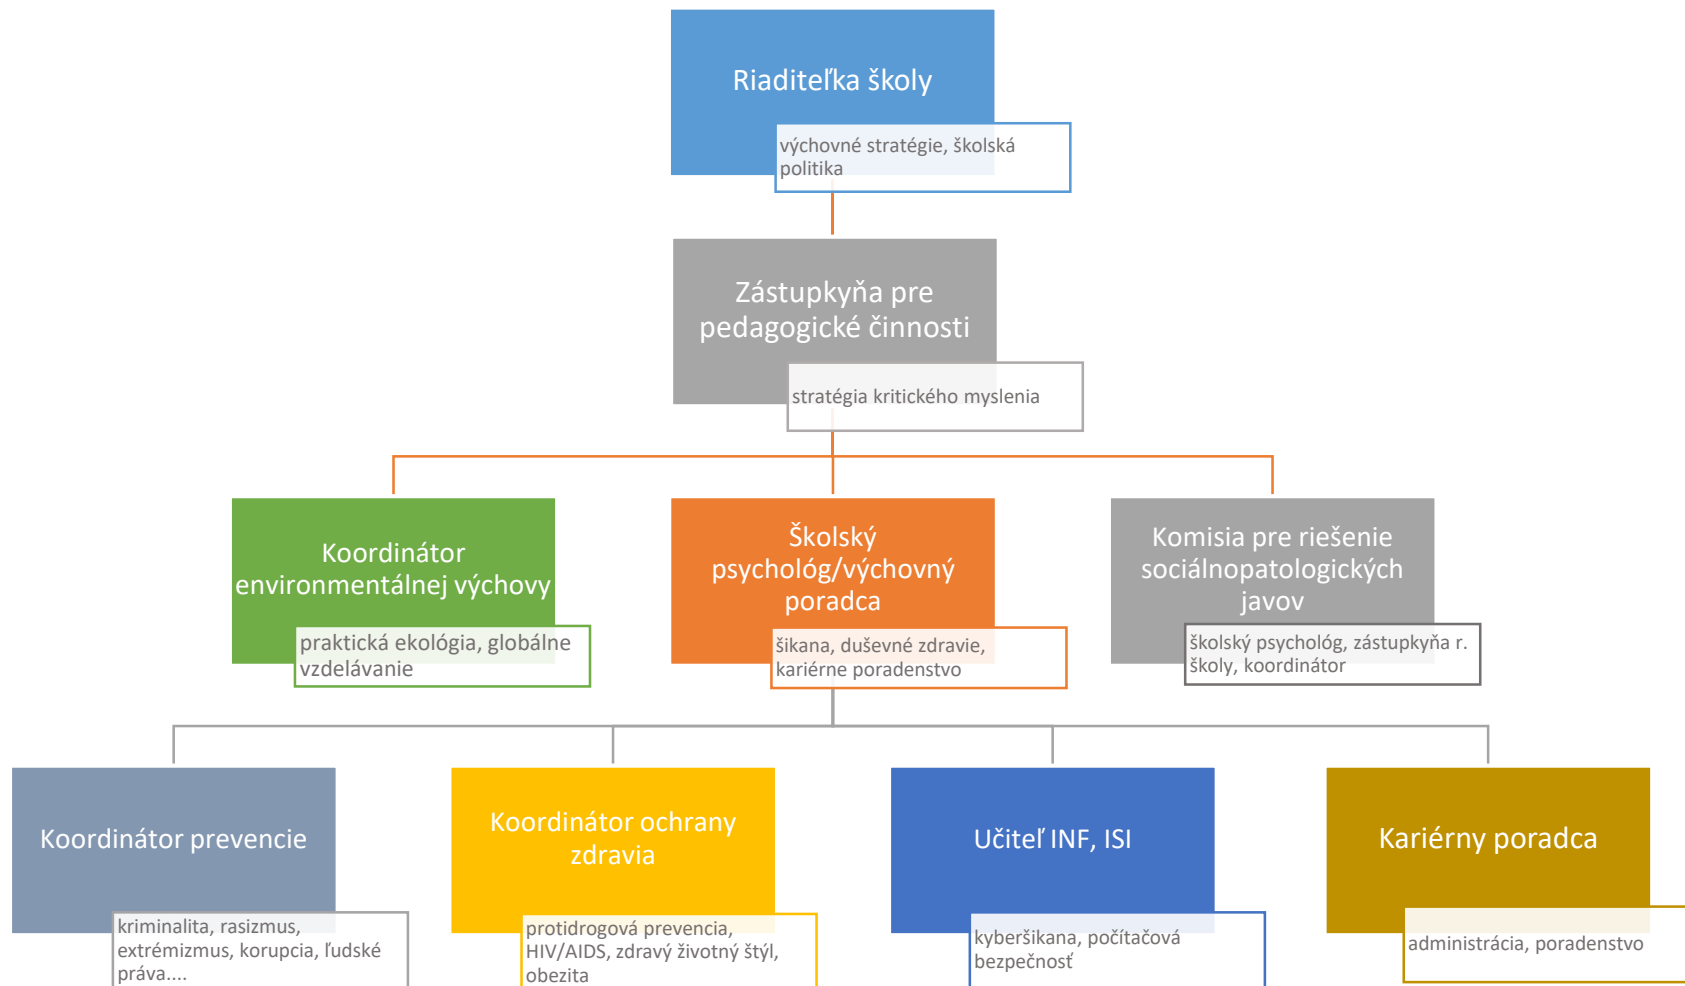 Riaditeľka školy
výchovné stratégie, školská
politika
Zástupkyňa pre
pedagogické činnosti
stratégia kritického myslenia
Koordinátor
environmentálnej výchovy
praktická ekológia, globálne
vzdelávanie
Školský
psychológ/výchovný
poradca
šikana, duševné zdravie,
kariérne poradenstvo
Komisia pre riešenie
sociálnopatologických
javov
školský psychológ, zástupkyňa r.
školy, koordinátor
Koordinátor prevencie
kriminalita, rasizmus,
extrémizmus, korupcia, ľudské
práva....
Koordinátor ochrany
zdravia
protidrogová prevencia,
HIV/AIDS, zdravý životný štýl,
obezita
Učiteľ INF, ISI
kyberšikana, počítačová
bezpečnosť
Kariérny poradca
administrácia, poradenstvo